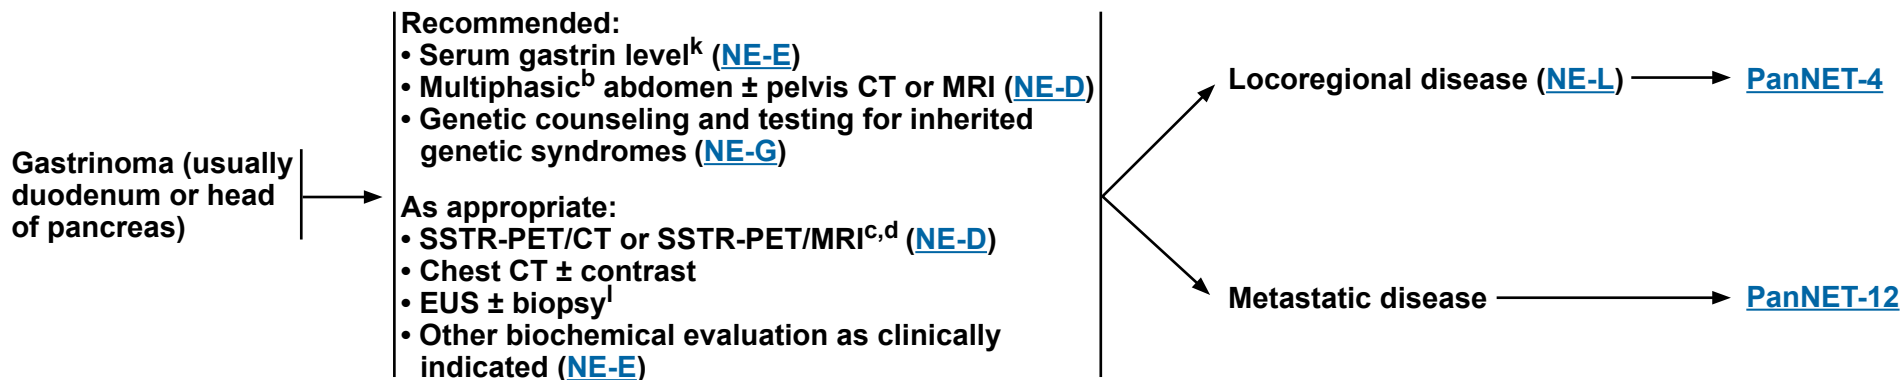 Gastrinoma (usually
duodenum or head
of pancreas)
Recommended:
• Serum gastrin levelᵏ (NE-E)
• Multiphasicᵇ abdomen ± pelvis CT or MRI (NE-D)
• Genetic counseling and testing for inherited
genetic syndromes (NE-G)
As appropriate:
• SSTR-PET/CT or SSTR-PET/MRIᶜ,ᵈ (NE-D)
• Chest CT ± contrast
• EUS ± biopsyˡ
• Other biochemical evaluation as clinically
indicated (NE-E)
Locoregional disease (NE-L)
PanNET-4
Metastatic disease
PanNET-12